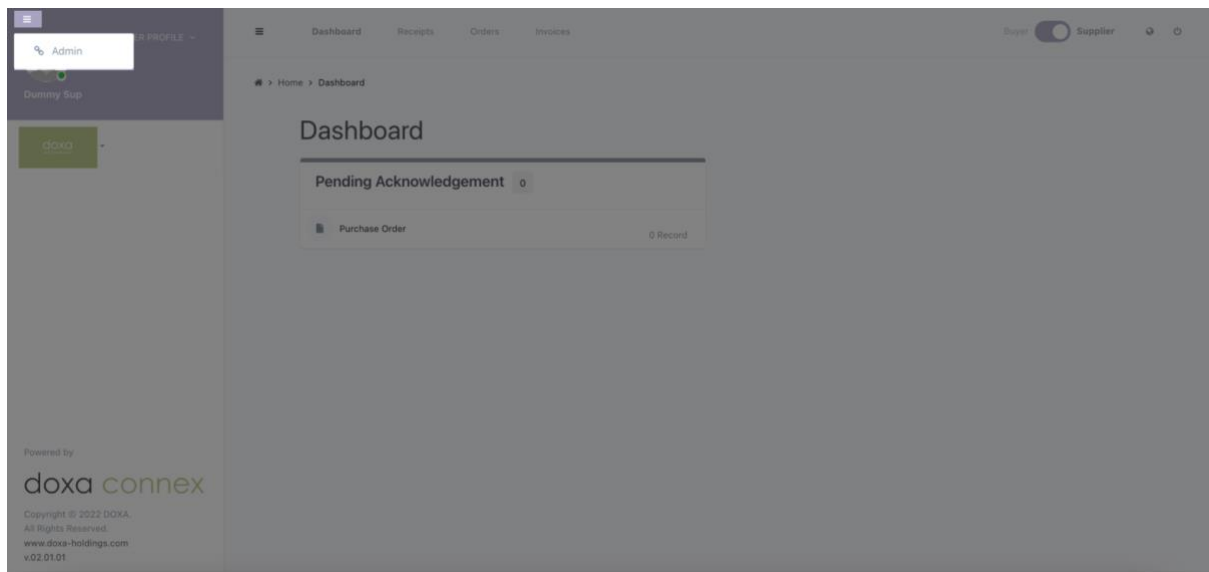 R PROFILE
Admin
Dummy Sup
doxa
Dashboard Receipts Orders Invoices
Buyer Supplier
> Home > Dashboard
Dashboard
Pending Acknowledgement 0
Purchase Order
0 Record
Powered by
doxa connex
Copyright © 2022 DOXA.
All Rights Reserved.
www.doxa-holdings.com
v.02.01.01